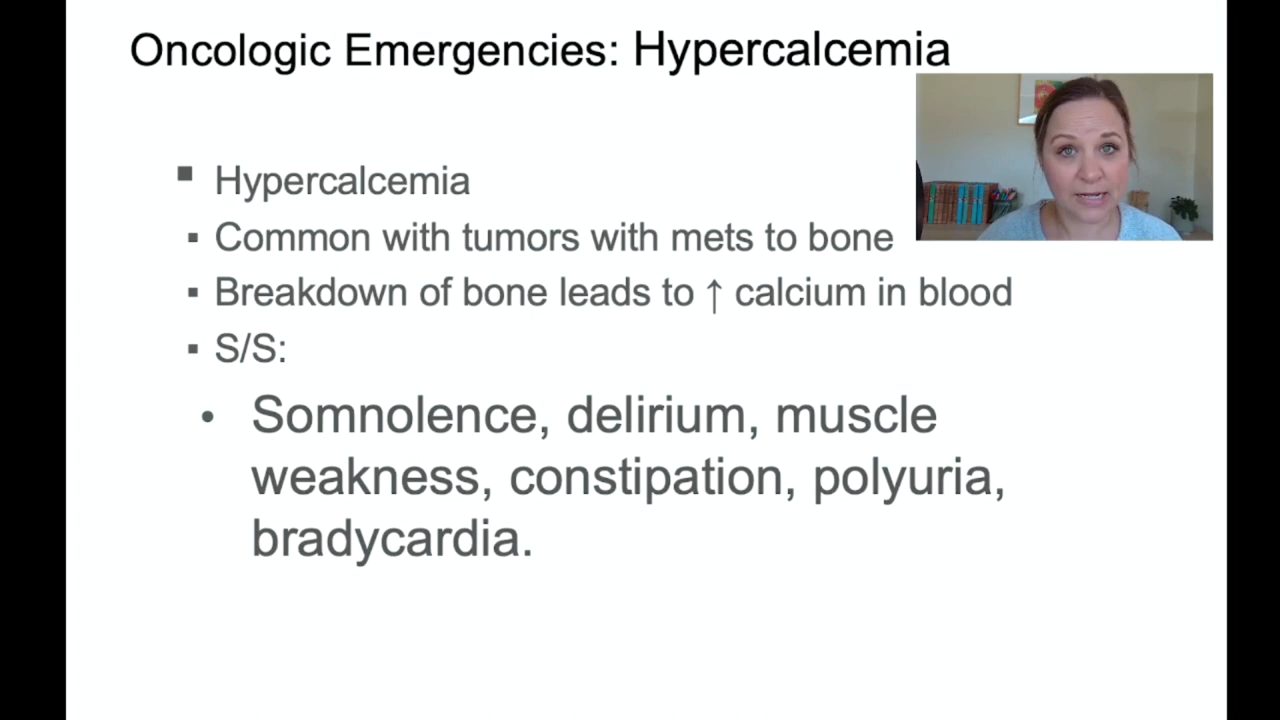 Oncologic Emergencies: Hypercalcemia
▪ Hypercalcemia
▪ Common with tumors with mets to bone
▪ Breakdown of bone leads to ↑ calcium in blood
▪ S/S:
• Somnolence, delirium, muscle
weakness, constipation, polyuria,
bradycardia.